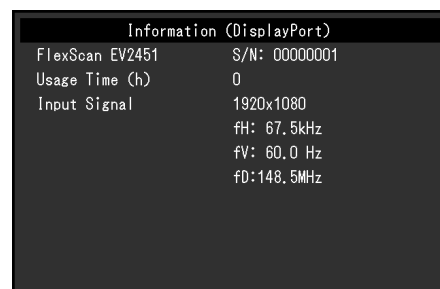 Information (DisplayPort)
FlexScan EV2451 S/N: 00000001
Usage Time (h) 0
Input Signal 1920x1080
fH: 67.5kHz
fV: 60.0 Hz
fD:148.5MHz